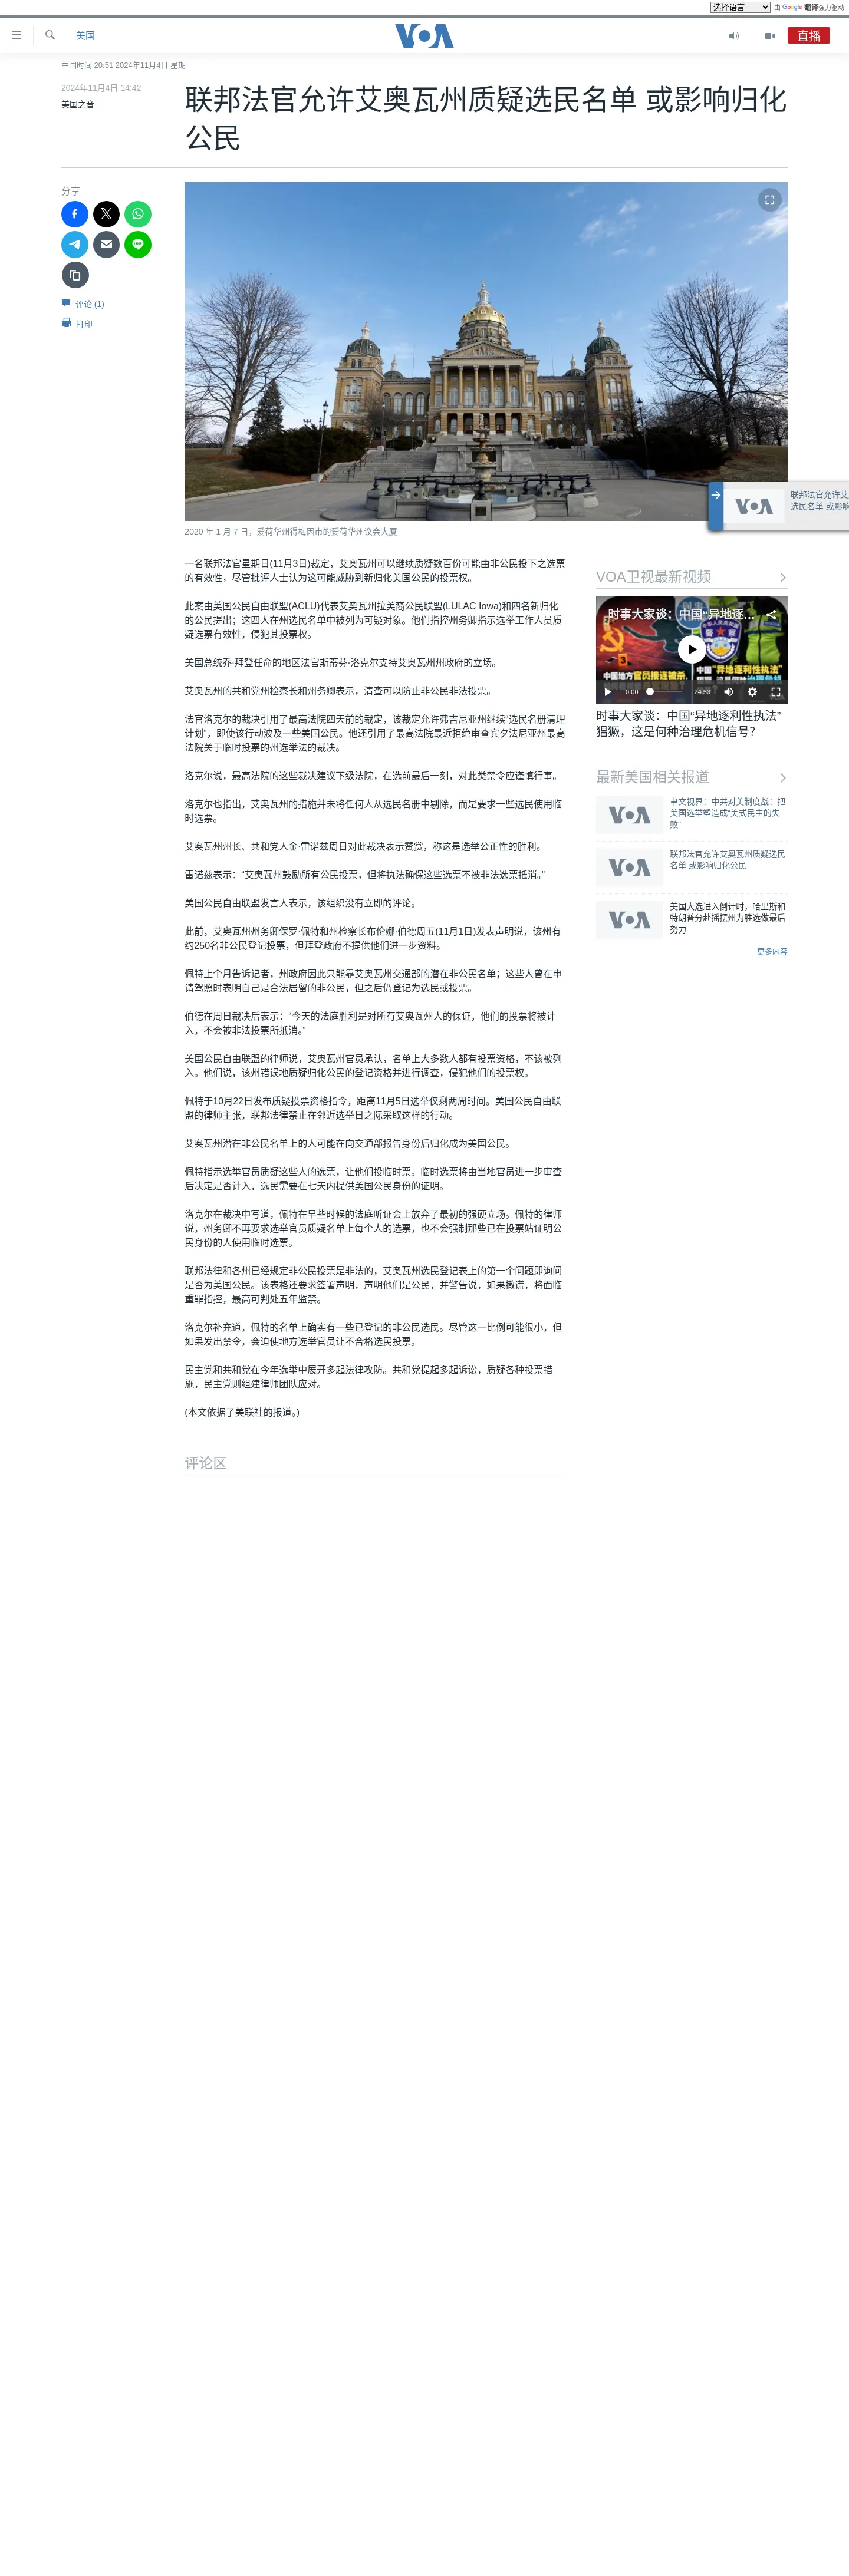 选择语言 由 Google 翻译强力驱动
美国
VOA
直播
中国时间 20:51 2024年11月4日 星期一
2024年11月4日 14:42
美国之音
联邦法官允许艾奥瓦州质疑选民名单 或影响归化
公民
分享
评论 (1)
打印
2020 年 1 月 7 日，爱荷华州得梅因市的爱荷华州议会大厦
联邦法官允许艾
选民名单 或影响
VOA
一名联邦法官星期日(11月3日)裁定，艾奥瓦州可以继续质疑数百份可能由非公民投下之选票
的有效性，尽管批评人士认为这可能威胁到新归化美国公民的投票权。
此案由美国公民自由联盟(ACLU)代表艾奥瓦州拉美裔公民联盟(LULAC Iowa)和四名新归化
的公民提出；这四人在州选民名单中被列为可疑对象。他们指控州务卿指示选举工作人员质
疑选票有效性，侵犯其投票权。
美国总统乔·拜登任命的地区法官斯蒂芬·洛克尔支持艾奥瓦州州政府的立场。
艾奥瓦州的共和党州检察长和州务卿表示，清查可以防止非公民非法投票。
法官洛克尔的裁决引用了最高法院四天前的裁定，该裁定允许弗吉尼亚州继续“选民名册清理
计划”，即使该行动波及一些美国公民。他还引用了最高法院最近拒绝审查宾夕法尼亚州最高
法院关于临时投票的州选举法的裁决。
洛克尔说，最高法院的这些裁决建议下级法院，在选前最后一刻，对此类禁令应谨慎行事。
洛克尔也指出，艾奥瓦州的措施并未将任何人从选民名册中剔除，而是要求一些选民使用临
时选票。
艾奥瓦州州长、共和党人金·雷诺兹周日对此裁决表示赞赏，称这是选举公正性的胜利。
雷诺兹表示：“艾奥瓦州鼓励所有公民投票，但将执法确保这些选票不被非法选票抵消。”
美国公民自由联盟发言人表示，该组织没有立即的评论。
此前，艾奥瓦州州务卿保罗·佩特和州检察长布伦娜·伯德周五(11月1日)发表声明说，该州有
约250名非公民登记投票，但拜登政府不提供他们进一步资料。
佩特上个月告诉记者，州政府因此只能靠艾奥瓦州交通部的潜在非公民名单；这些人曾在申
请驾照时表明自己是合法居留的非公民，但之后仍登记为选民或投票。
伯德在周日裁决后表示：“今天的法庭胜利是对所有艾奥瓦州人的保证，他们的投票将被计
入，不会被非法投票所抵消。”
美国公民自由联盟的律师说，艾奥瓦州官员承认，名单上大多数人都有投票资格，不该被列
入。他们说，该州错误地质疑归化公民的登记资格并进行调查，侵犯他们的投票权。
佩特于10月22日发布质疑投票资格指令，距离11月5日选举仅剩两周时间。美国公民自由联
盟的律师主张，联邦法律禁止在邻近选举日之际采取这样的行动。
艾奥瓦州潜在非公民名单上的人可能在向交通部报告身份后归化成为美国公民。
佩特指示选举官员质疑这些人的选票，让他们投临时票。临时选票将由当地官员进一步审查
后决定是否计入，选民需要在七天内提供美国公民身份的证明。
洛克尔在裁决中写道，佩特在早些时候的法庭听证会上放弃了最初的强硬立场。佩特的律师
说，州务卿不再要求选举官员质疑名单上每个人的选票，也不会强制那些已在投票站证明公
民身份的人使用临时选票。
联邦法律和各州已经规定非公民投票是非法的，艾奥瓦州选民登记表上的第一个问题即询问
是否为美国公民。该表格还要求签署声明，声明他们是公民，并警告说，如果撒谎，将面临
重罪指控，最高可判处五年监禁。
洛克尔补充道，佩特的名单上确实有一些已登记的非公民选民。尽管这一比例可能很小，但
如果发出禁令，会迫使地方选举官员让不合格选民投票。
民主党和共和党在今年选举中展开多起法律攻防。共和党提起多起诉讼，质疑各种投票措
施，民主党则组建律师团队应对。
(本文依据了美联社的报道。)
评论区
VOA卫视最新视频
时事大家谈：中国“异地逐...
中国地方官员接连被杀，
中国“异地逐利性执法”
0:00 24:53
时事大家谈：中国“异地逐利性执法”
猖獗，这是何种治理危机信号？
最新美国相关报道
VOA
聿文视界：中共对美制度战：把
美国选举塑造成“美式民主的失
败”
VOA
联邦法官允许艾奥瓦州质疑选民
名单 或影响归化公民
VOA
美国大选进入倒计时，哈里斯和
特朗普分赴摇摆州为胜选做最后
努力
更多内容